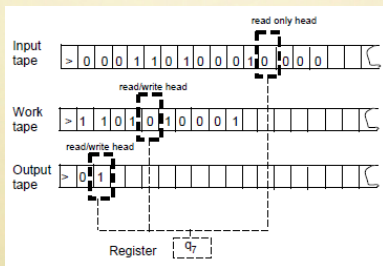 read only head
Input tape
> 0 0 0 1 1 0 1 0 0 0 1 0 0 0 0
read/write head
Work tape
> 1 1 0 1 0 1 0 0 0 1
read/write head
Output tape
> 0 1
Register q7